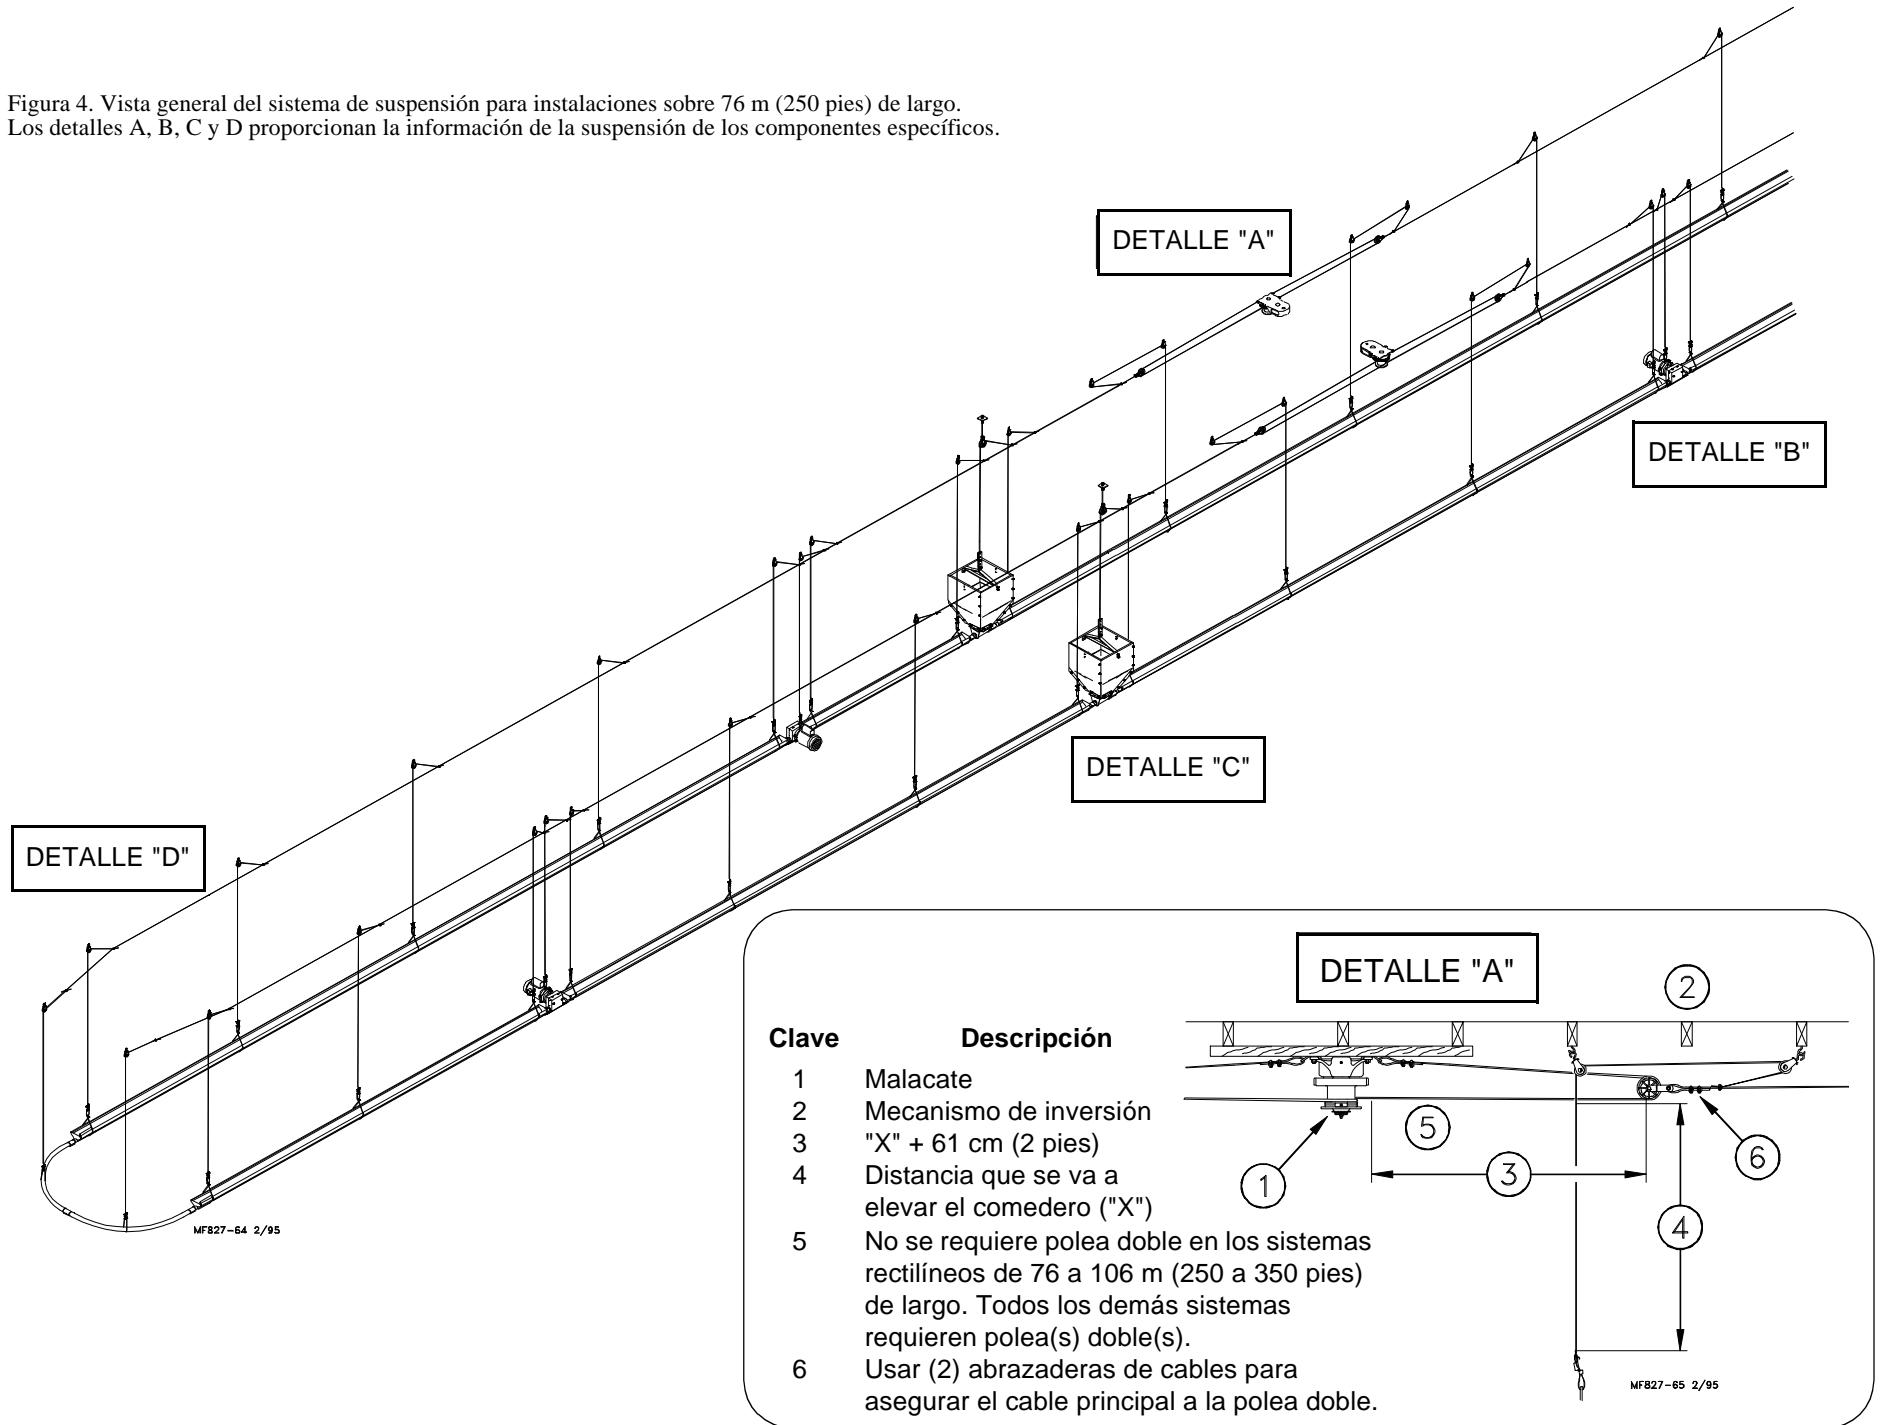 Figura 4. Vista general del sistema de suspensión para instalaciones sobre 76 m (250 pies) de largo.
Los detalles A, B, C y D proporcionan la información de la suspensión de los componentes específicos.
DETALLE "A"
DETALLE "B"
DETALLE "C"
DETALLE "D"
MF827-64 2/95
DETALLE "A"
Clave Descripción
1 Malacate
2 Mecanismo de inversión
3 "X" + 61 cm (2 pies)
4 Distancia que se va a
elevar el comedero ("X")
5 No se requiere polea doble en los sistemas
rectilíneos de 76 a 106 m (250 a 350 pies)
de largo. Todos los demás sistemas
requieren polea(s) doble(s).
6 Usar (2) abrazaderas de cables para
asegurar el cable principal a la polea doble.
2
5
6
1
3
4
MF827-65 2/95